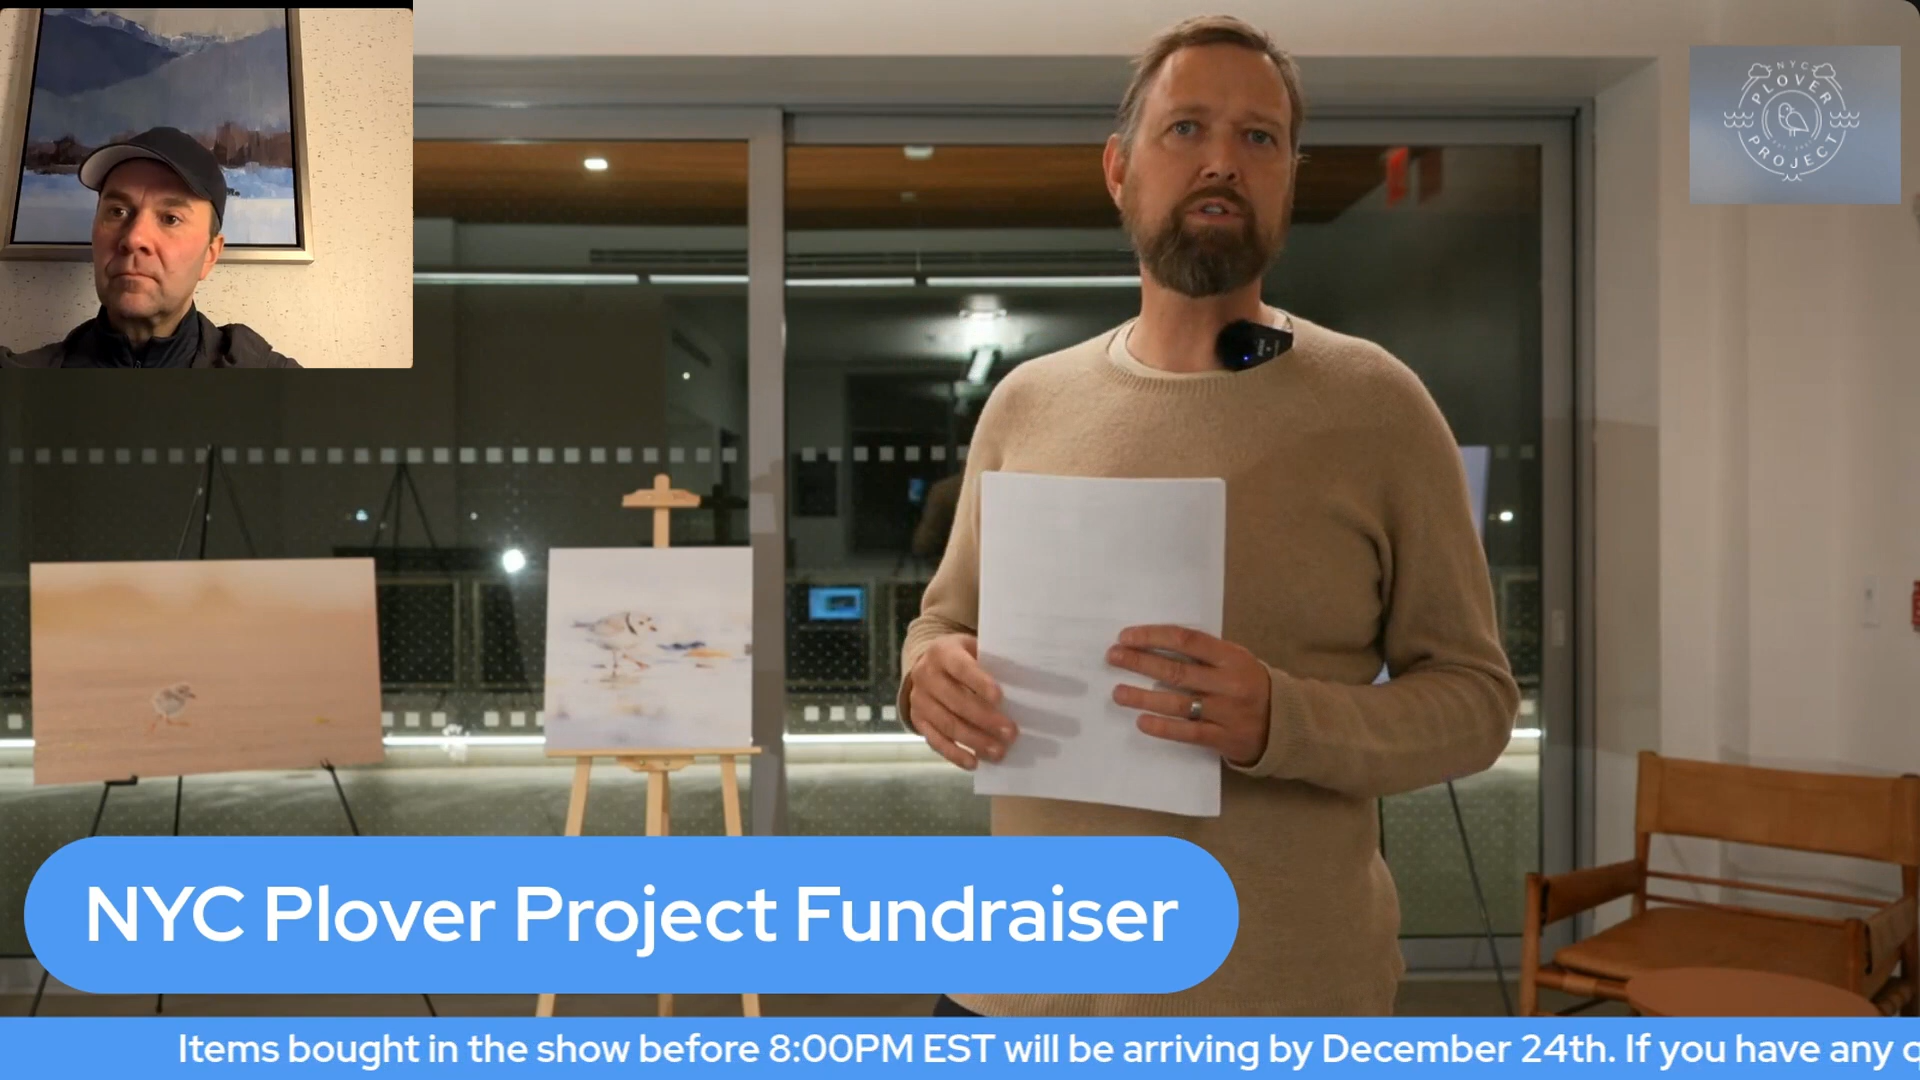 NYC
PLOVER
PROJECT
NYC Plover Project Fundraiser
Items bought in the show before 8:00PM EST will be arriving by December 24th. If you have any